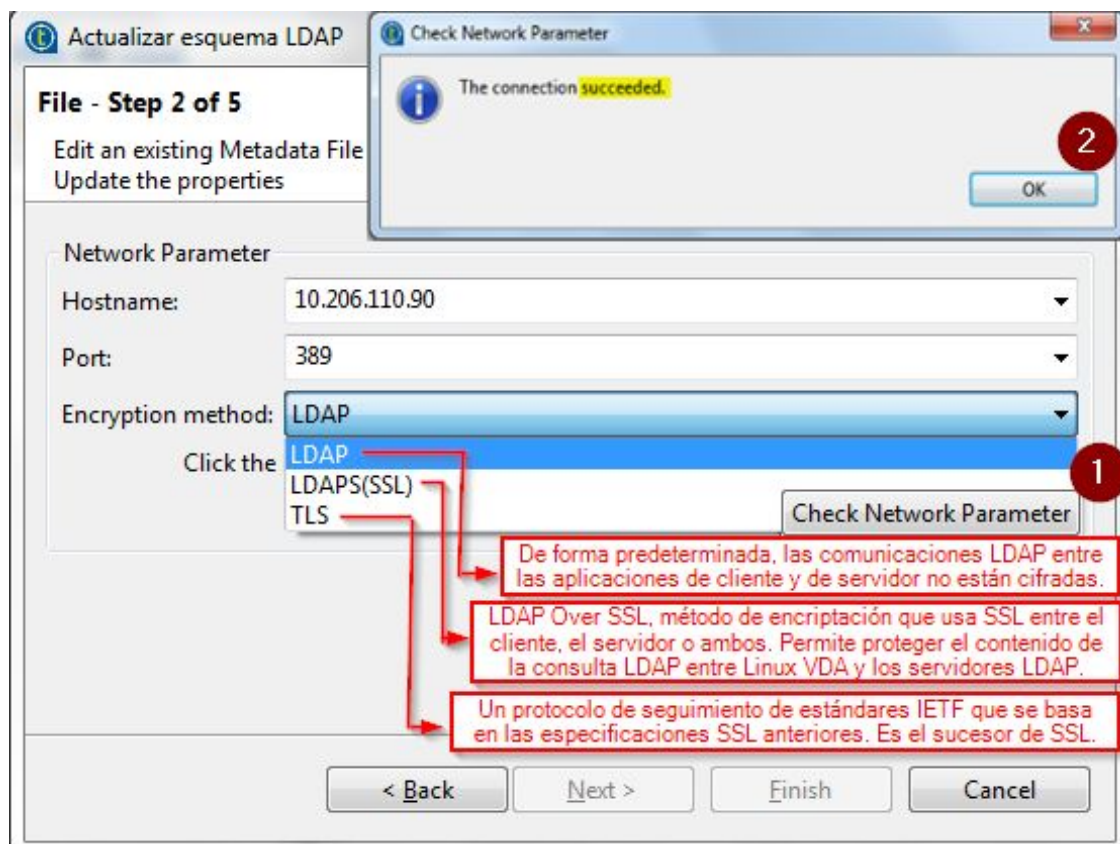 Actualizar esquema LDAP
Check Network Parameter
The connection succeeded.
2
OK
File - Step 2 of 5
Edit an existing Metadata File
Update the properties
Network Parameter
Hostname:
10.206.110.90
Port:
389
Encryption method:
LDAP
Click the
LDAP
LDAPS(SSL)
TLS
1
Check Network Parameter
De forma predeterminada, las comunicaciones LDAP entre
las aplicaciones de cliente y de servidor no están cifradas.
LDAP Over SSL, método de encriptación que usa SSL entre el
cliente, el servidor o ambos. Permite proteger el contenido de
la consulta LDAP entre Linux VDA y los servidores LDAP.
Un protocolo de seguimiento de estándares IETF que se basa
en las especificaciones SSL anteriores. Es el sucesor de SSL.
< Back
Next >
Finish
Cancel